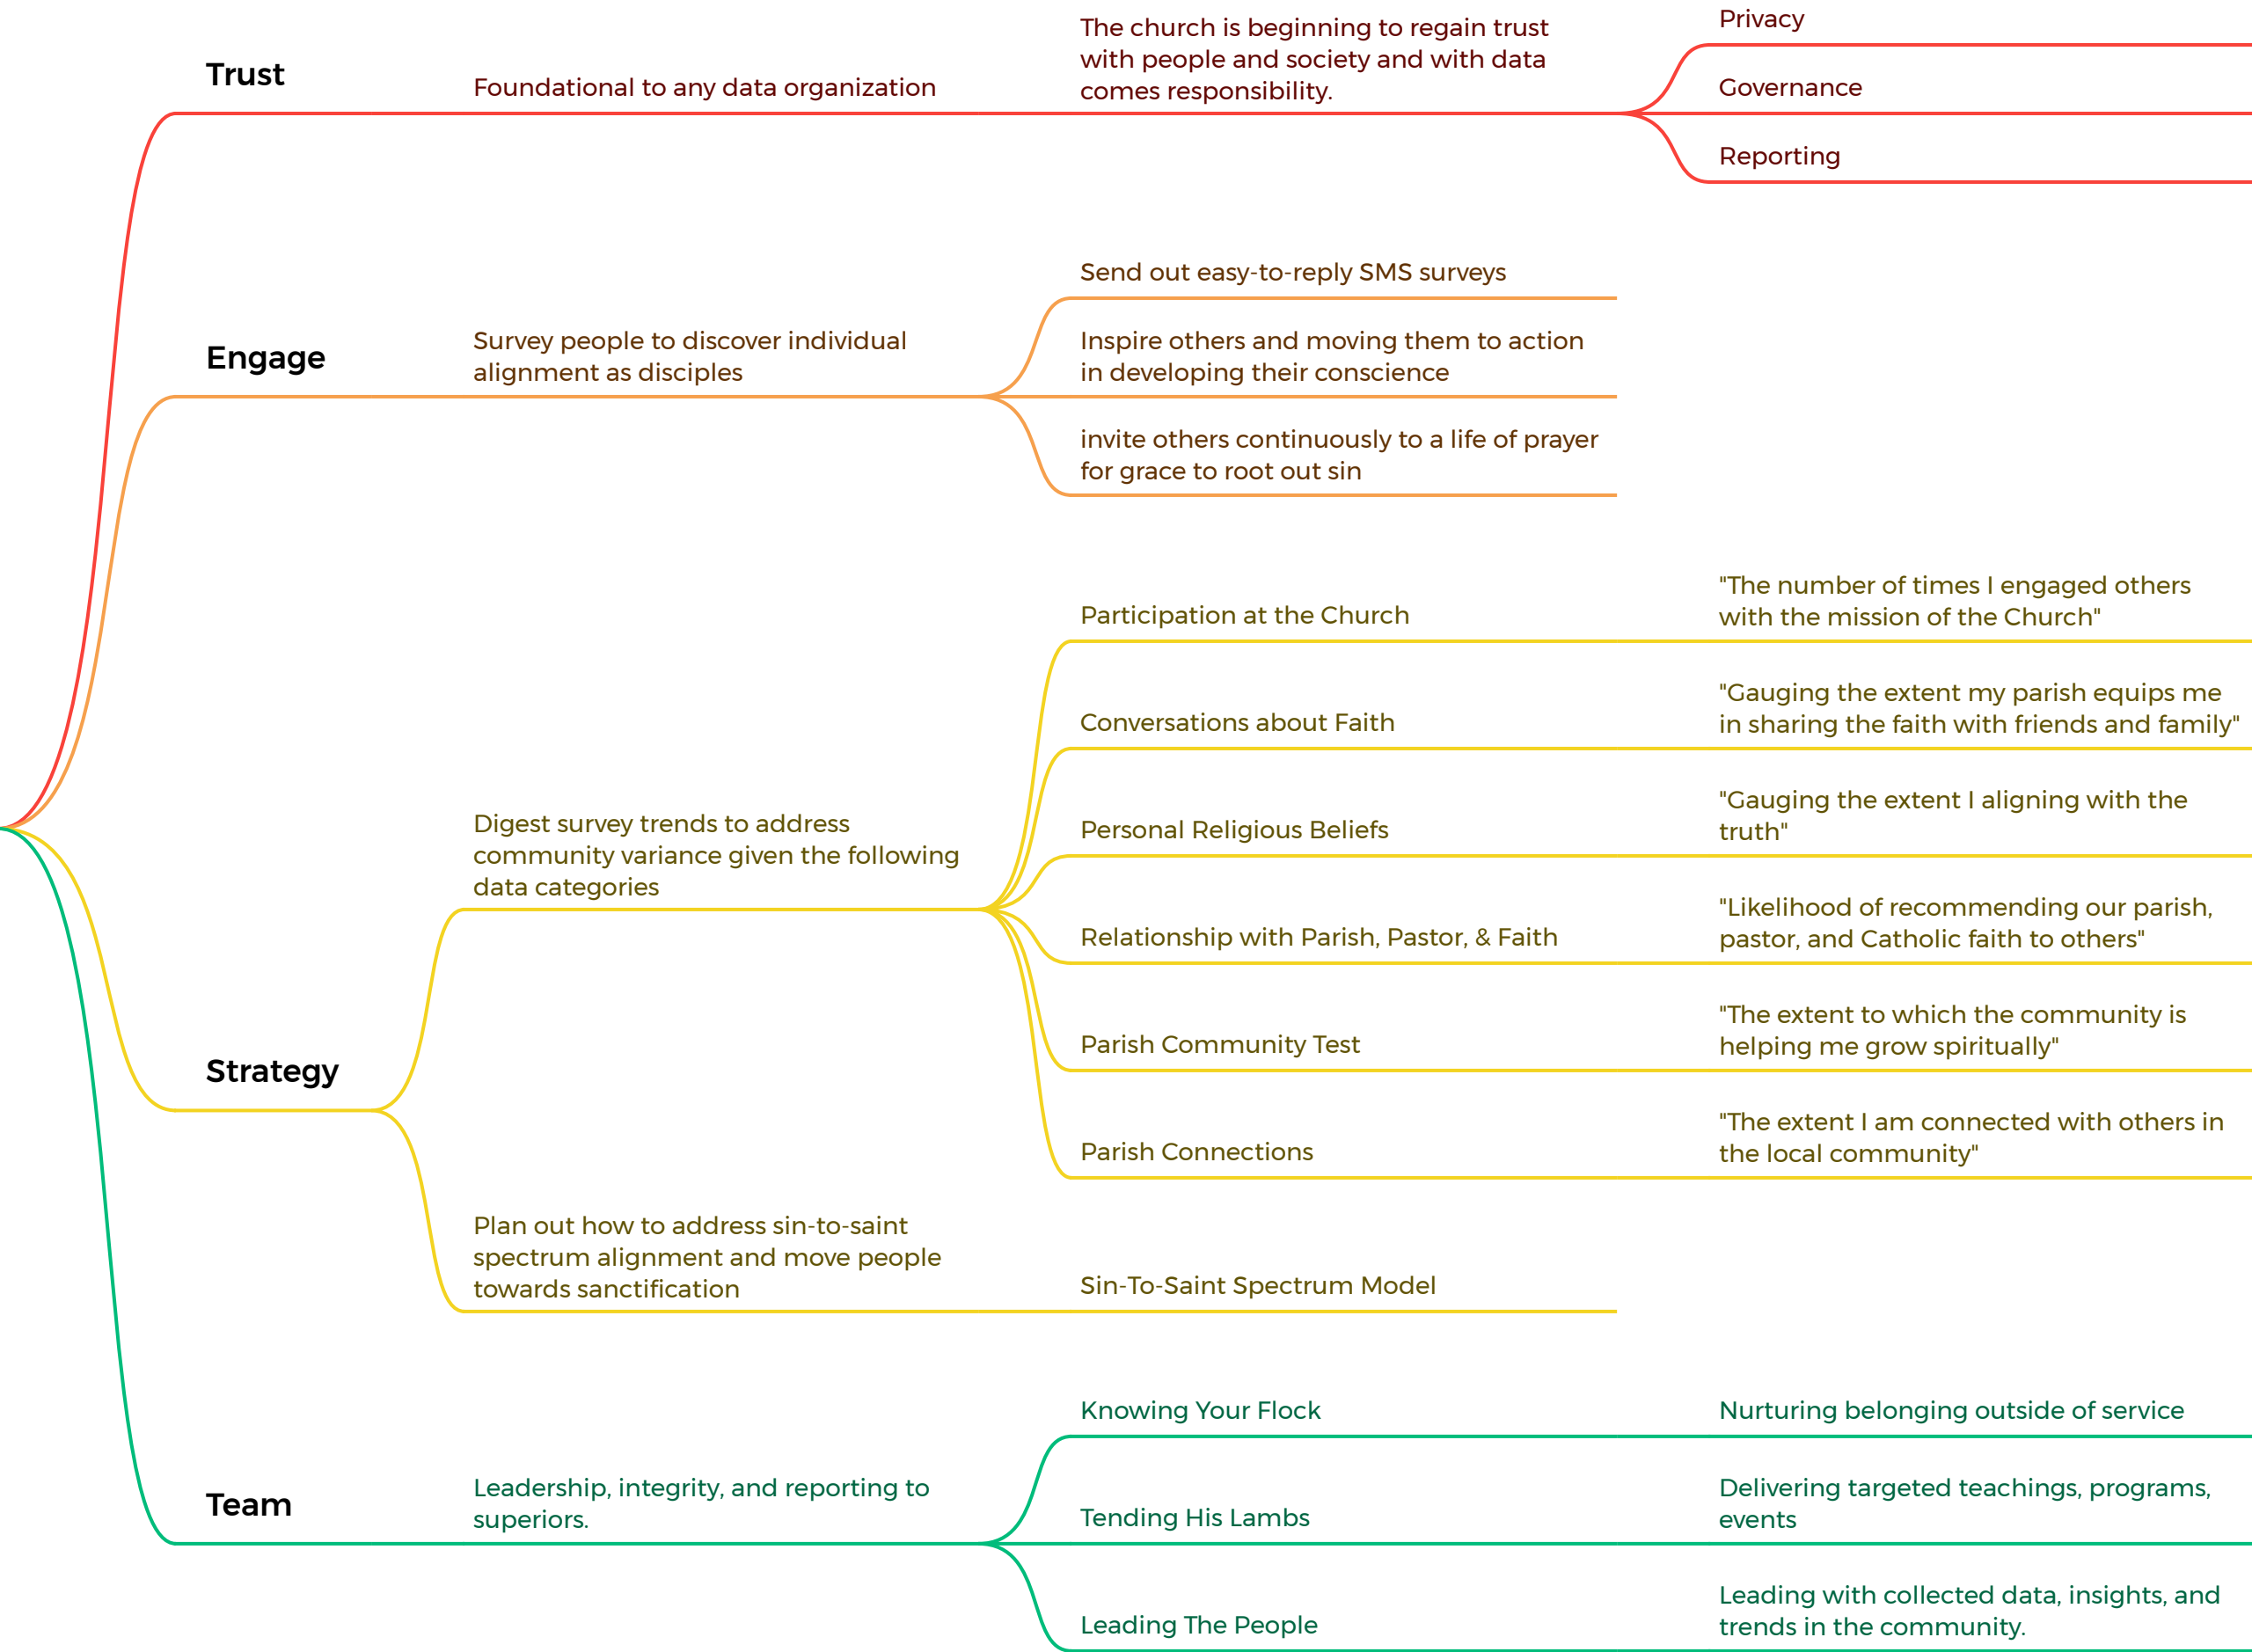 Trust
Foundational to any data organization
The church is beginning to regain trust
with people and society and with data
comes responsibility.
Privacy
Governance
Reporting
Engage
Survey people to discover individual
alignment as disciples
Send out easy-to-reply SMS surveys
Inspire others and moving them to action
in developing their conscience
invite others continuously to a life of prayer
for grace to root out sin
Strategy
Digest survey trends to address
community variance given the following
data categories
Participation at the Church
"The number of times I engaged others
with the mission of the Church"
Conversations about Faith
"Gauging the extent my parish equips me
in sharing the faith with friends and family"
Personal Religious Beliefs
"Gauging the extent I aligning with the
truth"
Relationship with Parish, Pastor, & Faith
"Likelihood of recommending our parish,
pastor, and Catholic faith to others"
Parish Community Test
"The extent to which the community is
helping me grow spiritually"
Parish Connections
"The extent I am connected with others in
the local community"
Plan out how to address sin-to-saint
spectrum alignment and move people
towards sanctification
Sin-To-Saint Spectrum Model
Team
Leadership, integrity, and reporting to
superiors.
Knowing Your Flock
Nurturing belonging outside of service
Tending His Lambs
Delivering targeted teachings, programs,
events
Leading The People
Leading with collected data, insights, and
trends in the community.